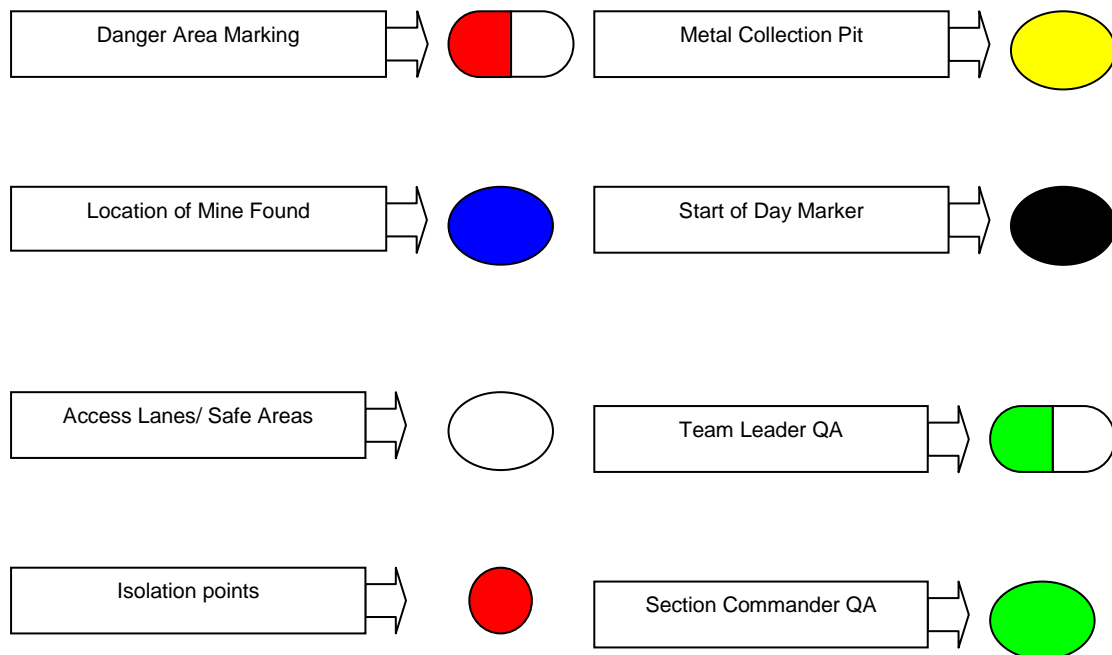 Danger Area Marking
Metal Collection Pit
Location of Mine Found
Start of Day Marker
Access Lanes/ Safe Areas
Team Leader QA
Isolation points
Section Commander QA